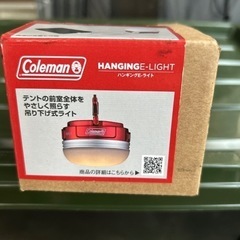 Coleman
HANGING E-LIGHT
ハンギングE-ライト
テントの前室全体を
やさしく照らす
吊り下げ式ライト
Coleman
商品の詳細はこちらから▶